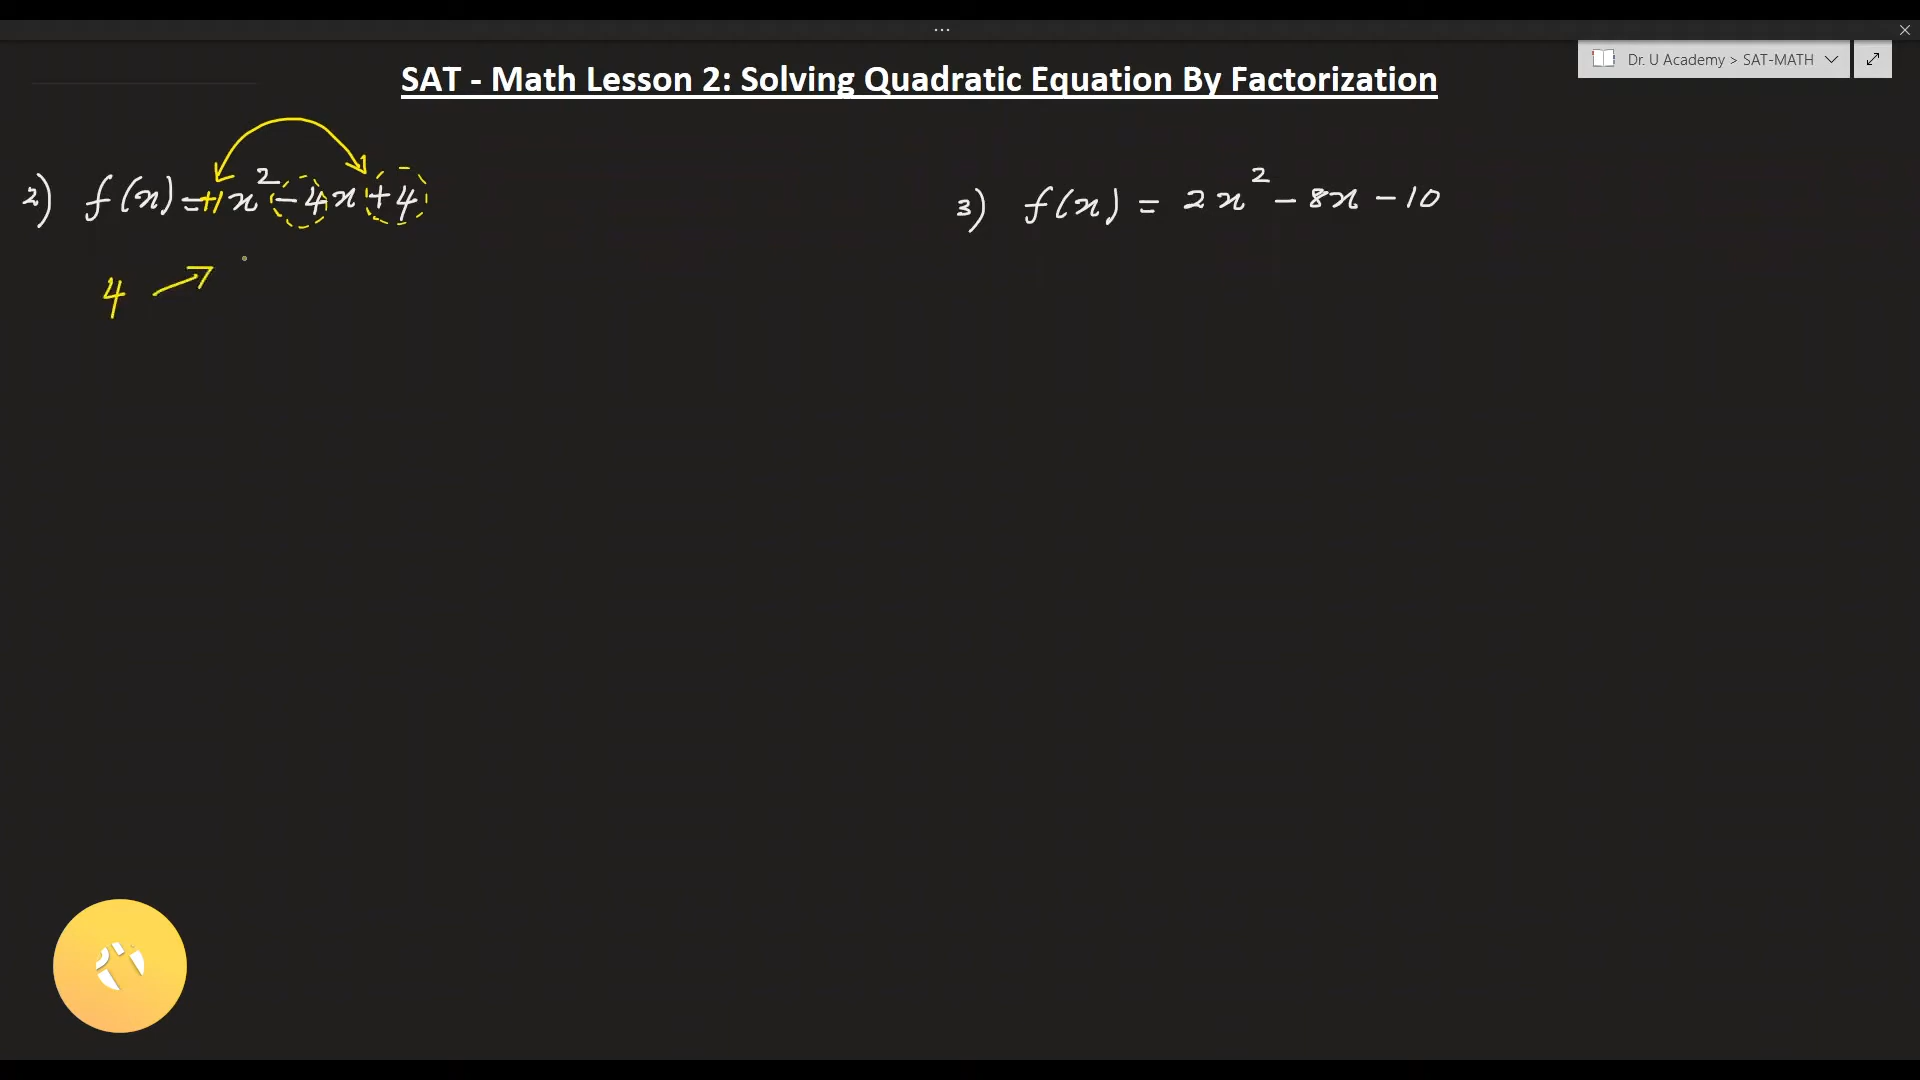 SAT - Math Lesson 2: Solving Quadratic Equation By Factorization
Dr. U Academy > SAT-MATH
2) f(x)=+1x²-4x+4
3) f(x) = 2x²-8x-10
4